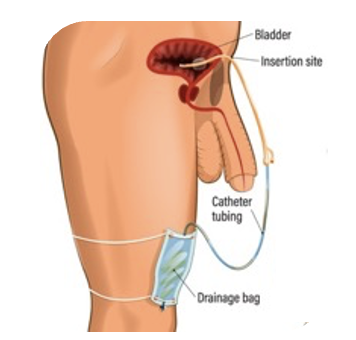 Bladder
Insertion site
Catheter
tubing
Drainage bag